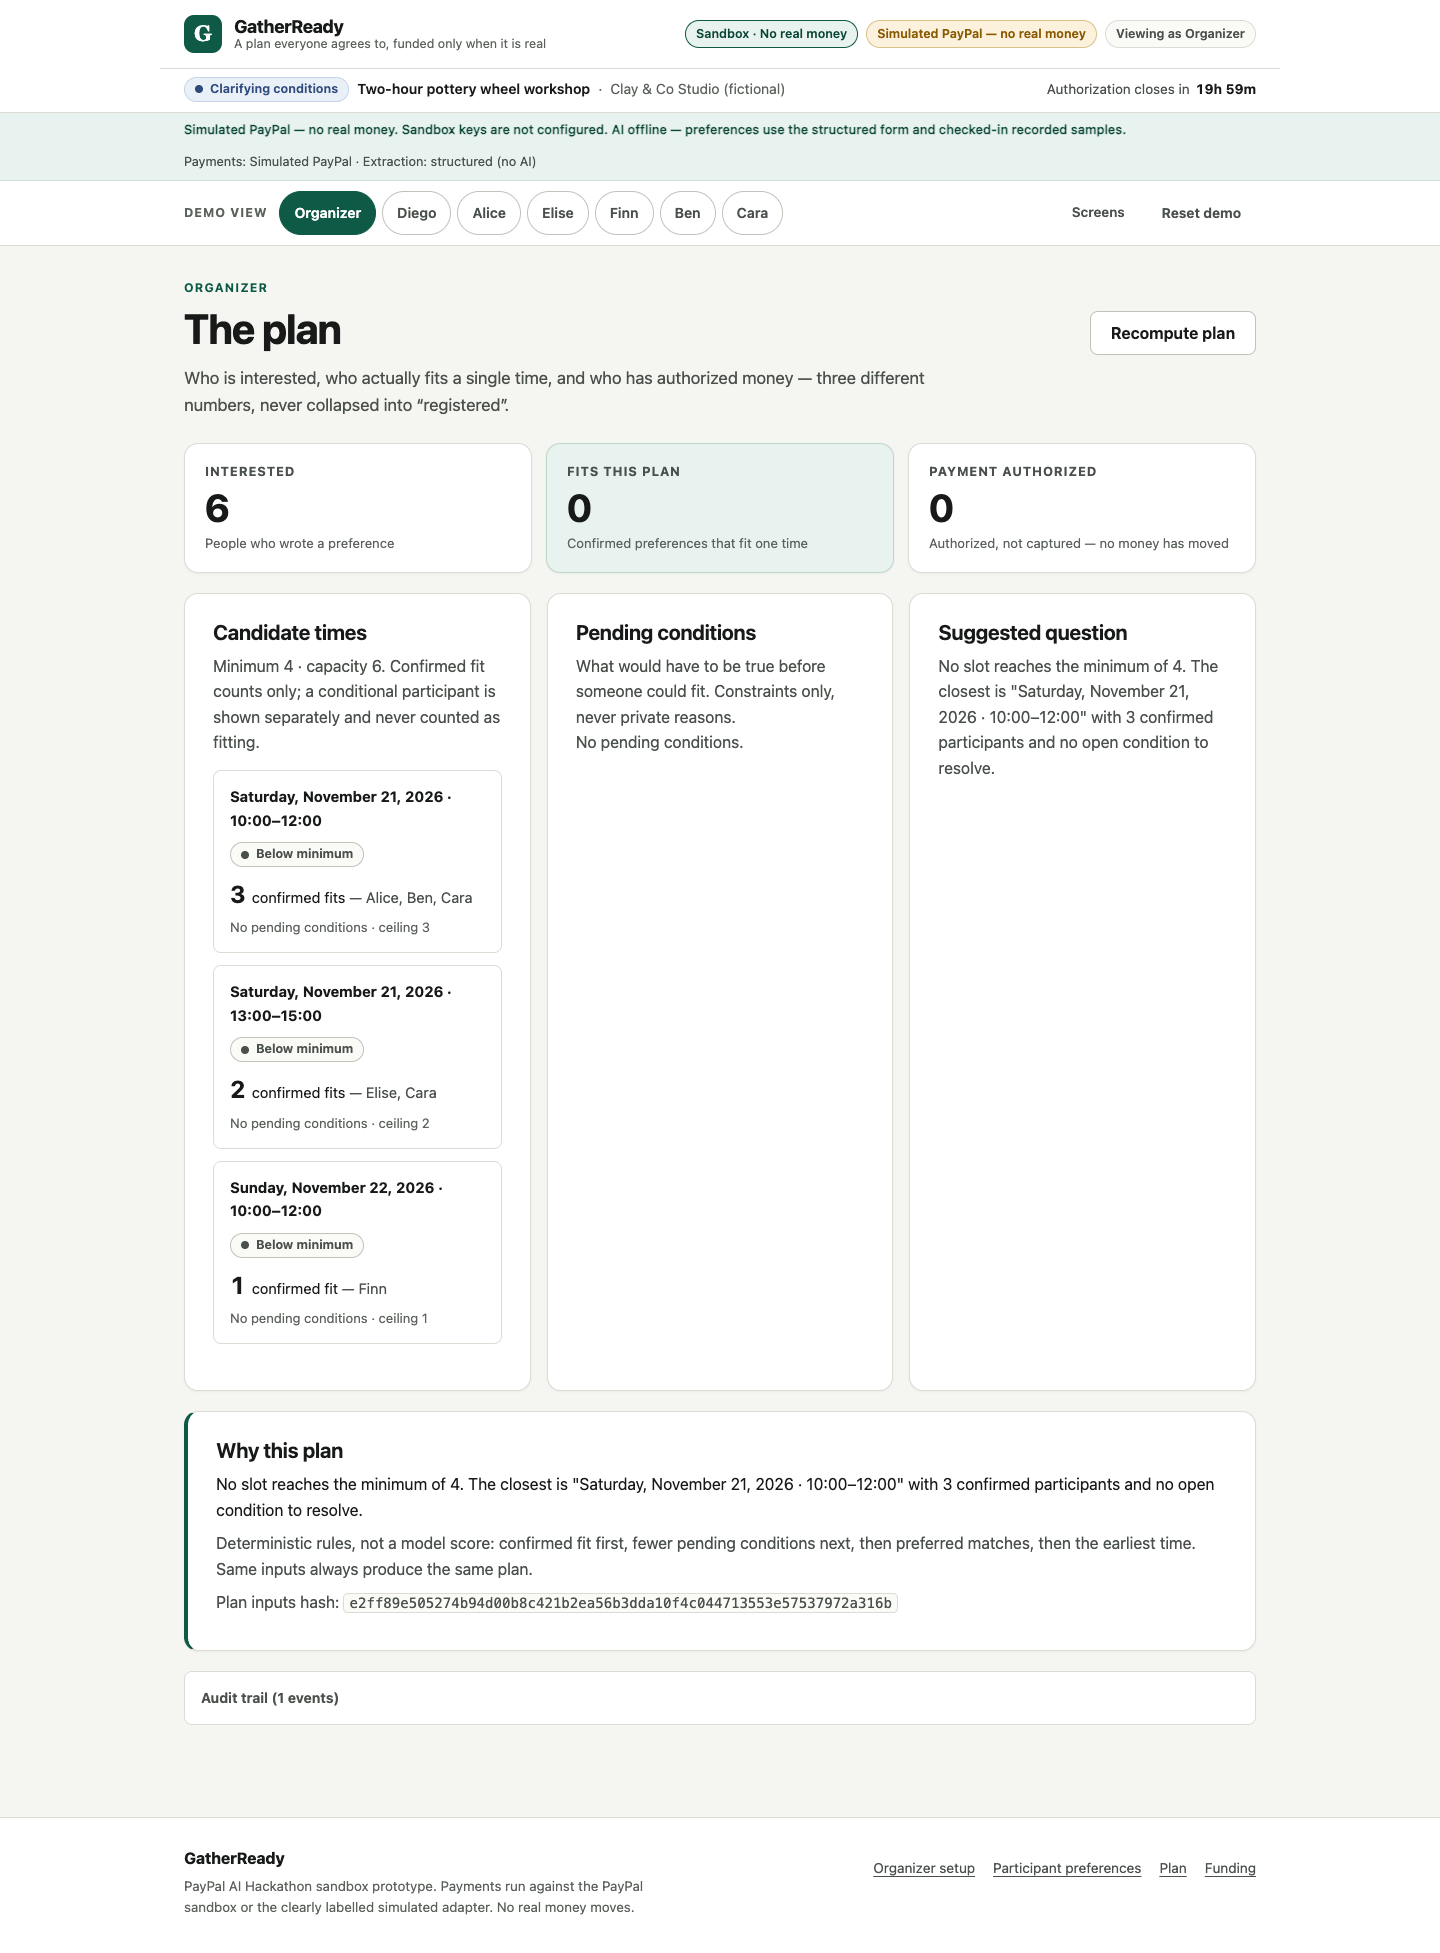 G
GatherReady
A plan everyone agrees to, funded only when it is real
Sandbox · No real money
Simulated PayPal — no real money
Viewing as Organizer
Clarifying conditions
Two-hour pottery wheel workshop · Clay & Co Studio (fictional)
Authorization closes in 19h 59m
Simulated PayPal — no real money. Sandbox keys are not configured. AI offline — preferences use the structured form and checked-in recorded samples.
Payments: Simulated PayPal · Extraction: structured (no AI)
DEMO VIEW
Organizer
Diego
Alice
Elise
Finn
Ben
Cara
Screens
Reset demo
ORGANIZER
The plan
Recompute plan
Who is interested, who actually fits a single time, and who has authorized money — three different
numbers, never collapsed into “registered”.
INTERESTED
6
People who wrote a preference
FITS THIS PLAN
0
Confirmed preferences that fit one time
PAYMENT AUTHORIZED
0
Authorized, not captured — no money has moved
Candidate times
Minimum 4 · capacity 6. Confirmed fit
counts only; a conditional participant is
shown separately and never counted as
fitting.
Saturday, November 21, 2026 ·
10:00–12:00
Below minimum
3 confirmed fits — Alice, Ben, Cara
No pending conditions · ceiling 3
Saturday, November 21, 2026 ·
13:00–15:00
Below minimum
2 confirmed fits — Elise, Cara
No pending conditions · ceiling 2
Sunday, November 22, 2026 ·
10:00–12:00
Below minimum
1 confirmed fit — Finn
No pending conditions · ceiling 1
Pending conditions
What would have to be true before
someone could fit. Constraints only,
never private reasons.
No pending conditions.
Suggested question
No slot reaches the minimum of 4. The
closest is "Saturday, November 21,
2026 · 10:00–12:00" with 3 confirmed
participants and no open condition to
resolve.
Why this plan
No slot reaches the minimum of 4. The closest is "Saturday, November 21, 2026 · 10:00–12:00" with 3 confirmed participants and no open
condition to resolve.
Deterministic rules, not a model score: confirmed fit first, fewer pending conditions next, then preferred matches, then the earliest time.
Same inputs always produce the same plan.
Plan inputs hash: e2ff89e505274b94d00b8c421b2ea56b3dda10f4c044713553e57537972a316b
Audit trail (1 events)
GatherReady
PayPal AI Hackathon sandbox prototype. Payments run against the PayPal
sandbox or the clearly labelled simulated adapter. No real money moves.
Organizer setup
Participant preferences
Plan
Funding